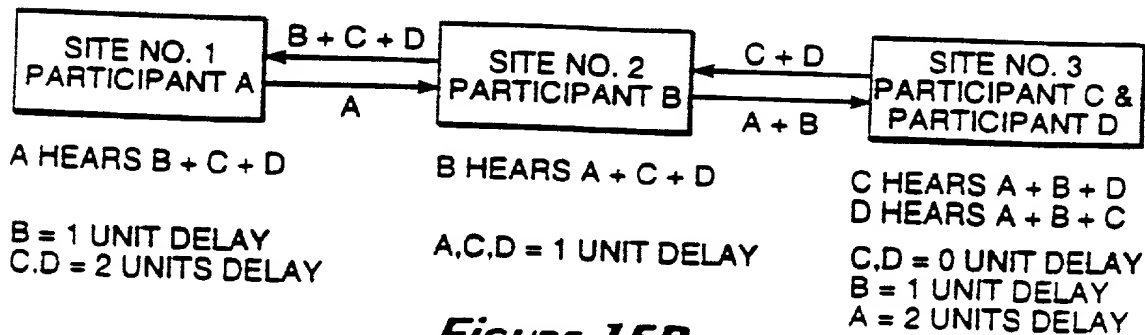 SITE NO. 1
PARTICIPANT A
B + C + D
A
SITE NO. 2
PARTICIPANT B
C + D
A + B
SITE NO. 3
PARTICIPANT C &
PARTICIPANT D
A HEARS B + C + D
B = 1 UNIT DELAY
C,D = 2 UNITS DELAY
B HEARS A + C + D
A,C,D = 1 UNIT DELAY
C HEARS A + B + D
D HEARS A + B + C
C,D = 0 UNIT DELAY
B = 1 UNIT DELAY
A = 2 UNITS DELAY